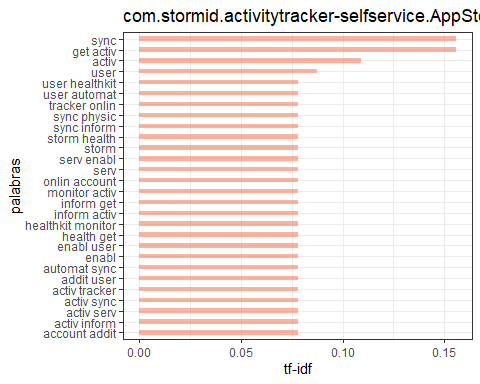 com.stormid.activitytracker-selfservice.AppSto
sync
get activ
activ
user
user healthkit
user automat
tracker onlin
sync physic
sync inform
storm health
storm
serv enabl
serv
onlin account
monitor activ
inform get
inform activ
healthkit monitor
health get
enabl user
enabl
automat sync
addit user
activ tracker
activ sync
activ serv
activ inform
account addit
palabras
0.00 0.05 0.10 0.15
tf-idf